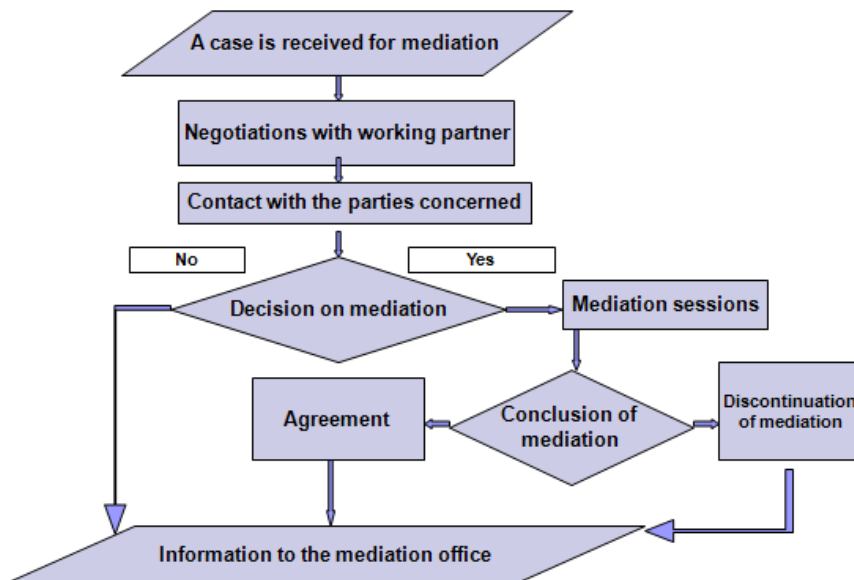 A case is received for mediation
Negotiations with working partner
Contact with the parties concerned
No
Yes
Decision on mediation
Mediation sessions
Agreement
Conclusion of
mediation
Discontinuation
of mediation
Information to the mediation office